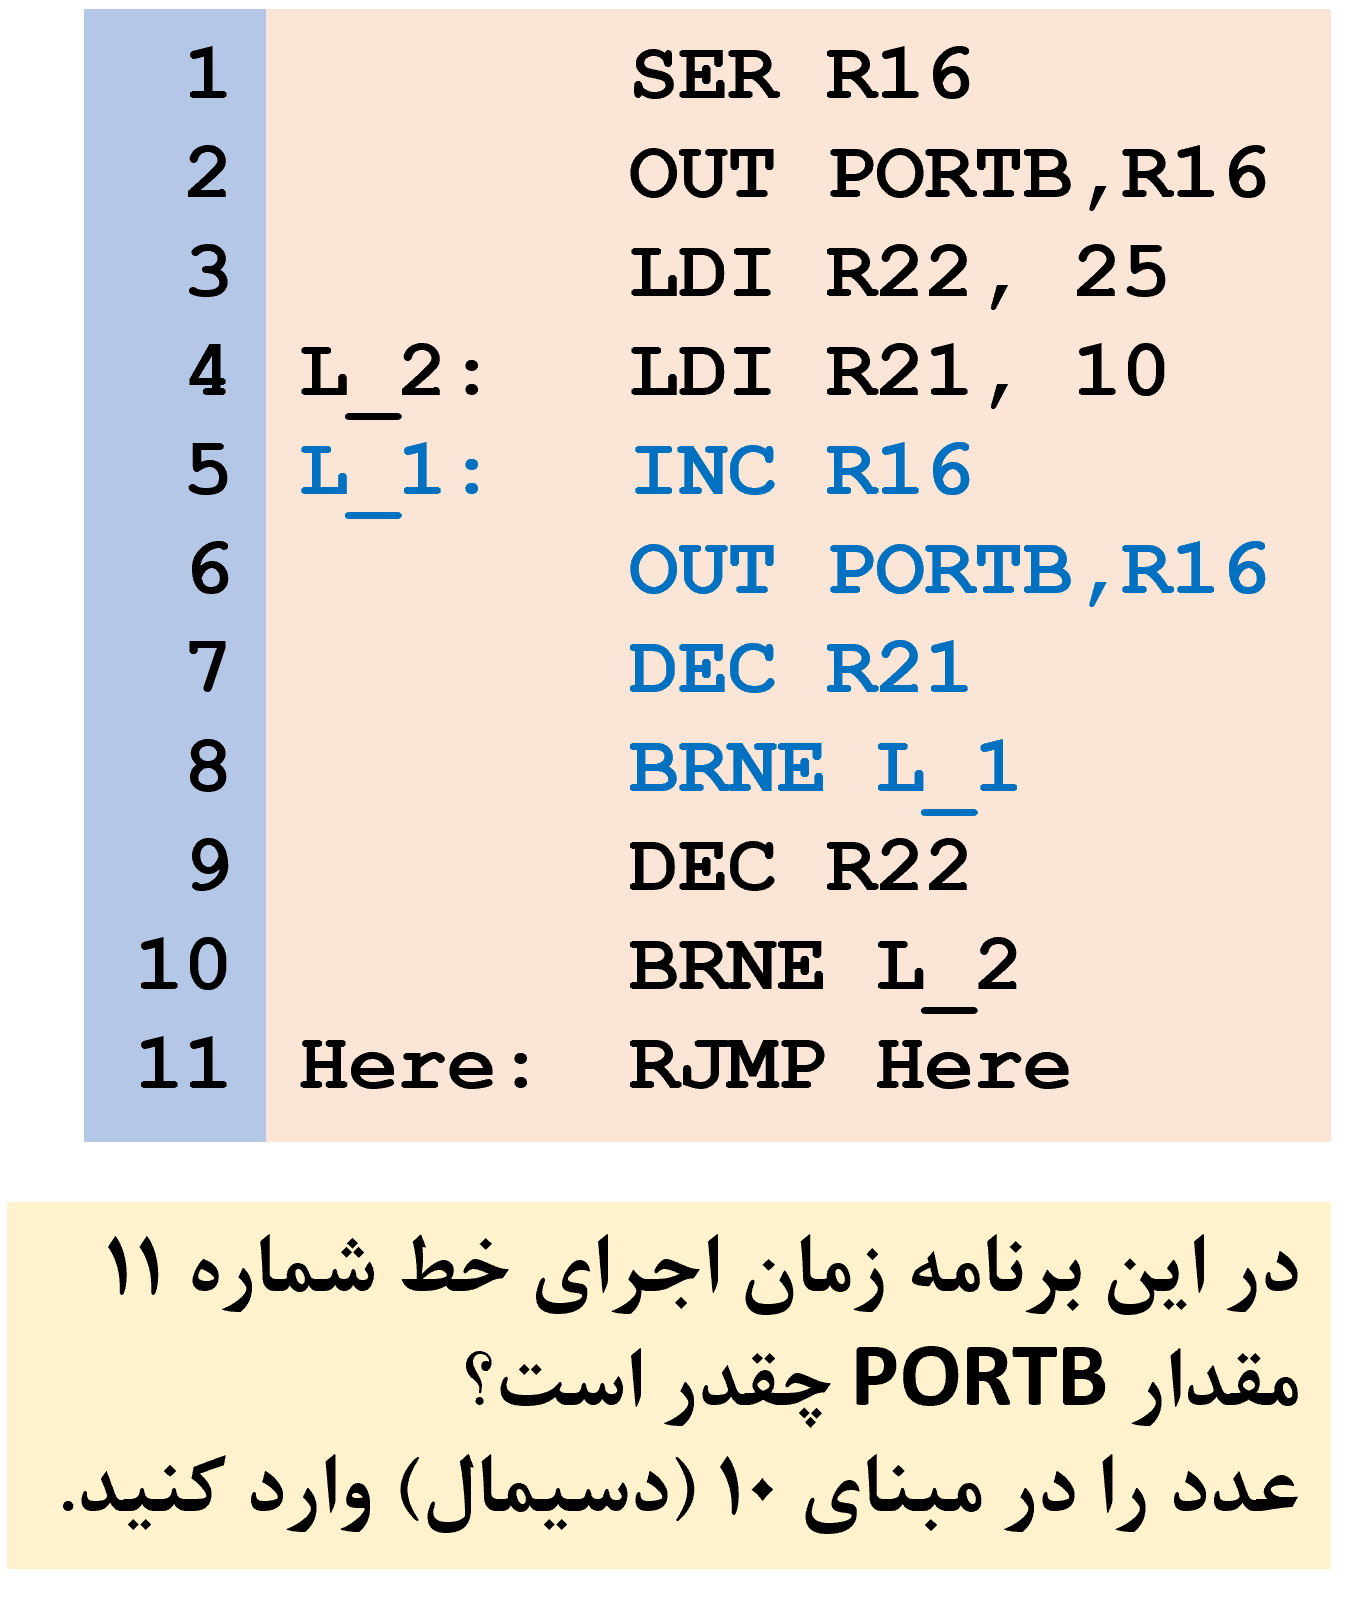 1 SER R16
2 OUT PORTB,R16
3 LDI R22, 25
4 L_2: LDI R21, 10
5 L_1: INC R16
6 OUT PORTB,R16
7 DEC R21
8 BRNE L_1
9 DEC R22
10 BRNE L_2
11 Here: RJMP Here
در این برنامه زمان اجرای خط شماره ۱۱
مقدار PORTB چقدر است؟
عدد را در مبنای ۱۰ (دسیمال) وارد کنید.